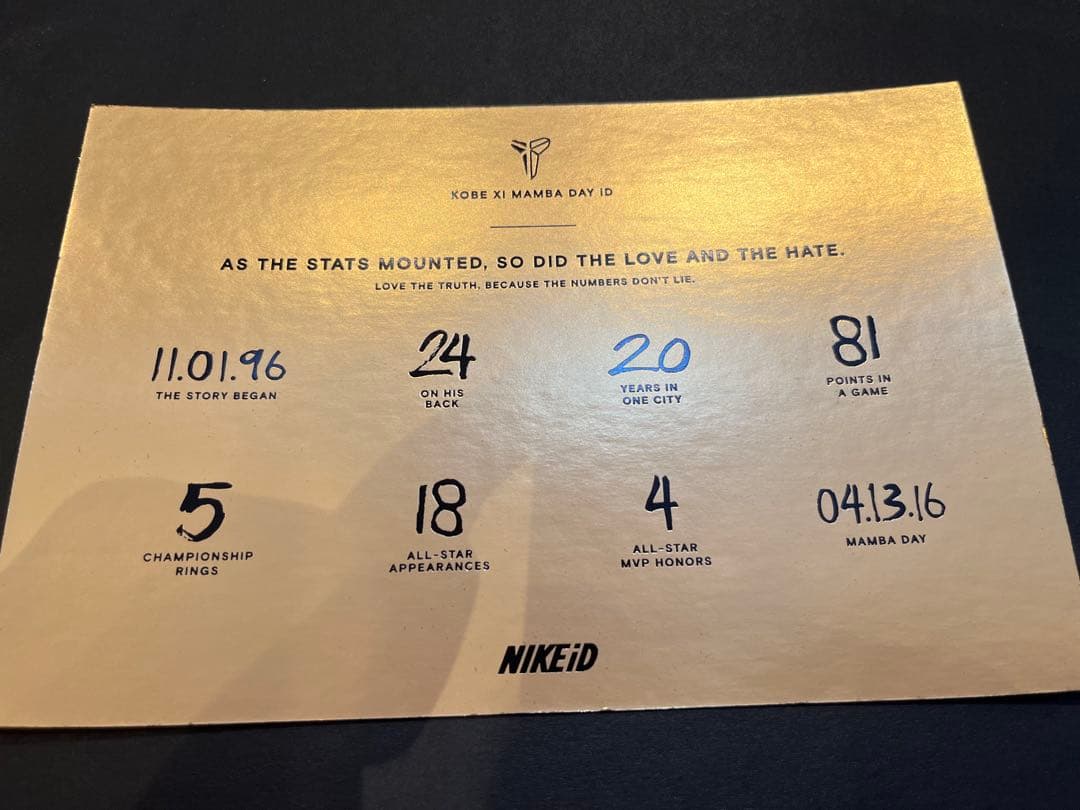 KOBE XI MAMBA DAY ID
AS THE STATS MOUNTED, SO DID THE LOVE AND THE HATE.
LOVE THE TRUTH, BECAUSE THE NUMBERS DON'T LIE.
11.01.96
THE STORY BEGAN
24
ON HIS
BACK
20
YEARS IN
ONE CITY
81
POINTS IN
A GAME
5
CHAMPIONSHIP
RINGS
18
ALL-STAR
APPEARANCES
4
ALL-STAR
MVP HONORS
04.13.16
MAMBA DAY
NIKEiD